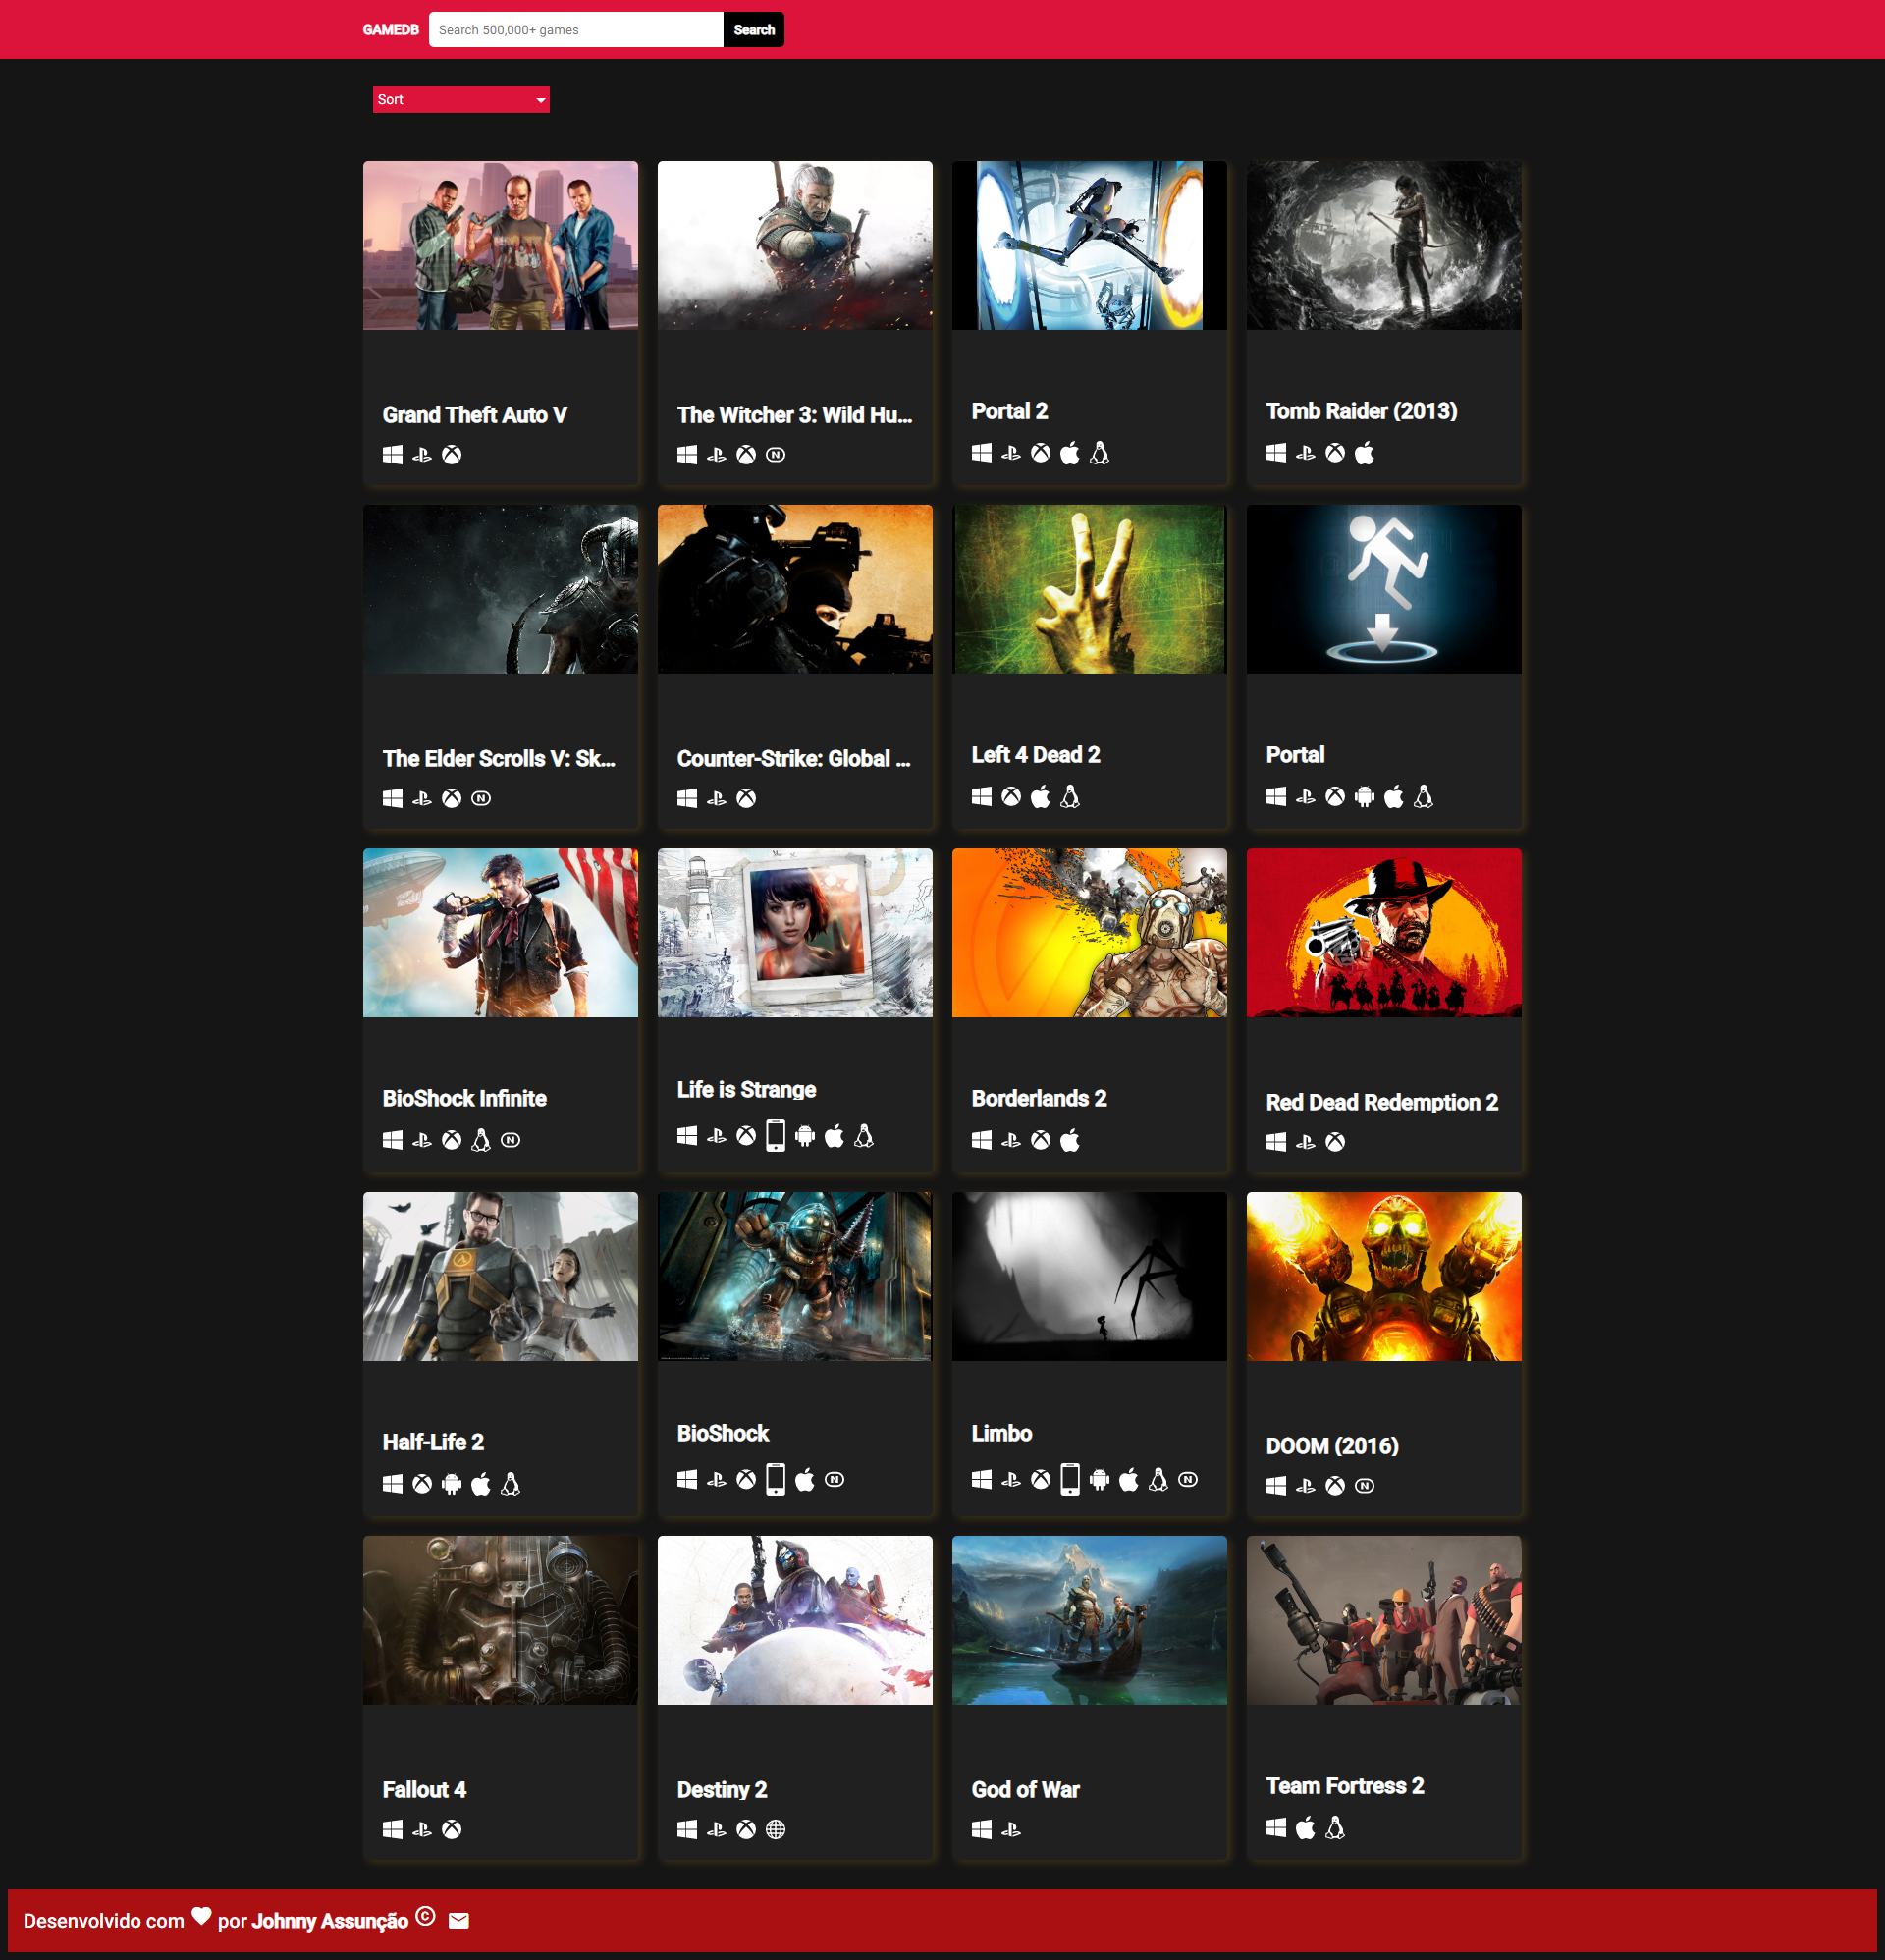 GAMEDB Search 500,000+ games Search
Sort
Grand Theft Auto V
The Witcher 3: Wild Hu...
Portal 2
Tomb Raider (2013)
The Elder Scrolls V: Sk...
Counter-Strike: Global ...
Left 4 Dead 2
Portal
BioShock Infinite
Life is Strange
Borderlands 2
Red Dead Redemption 2
Half-Life 2
BioShock
Limbo
DOOM (2016)
Fallout 4
Destiny 2
God of War
Team Fortress 2
Desenvolvido com ♥ por Johnny Assunção ©